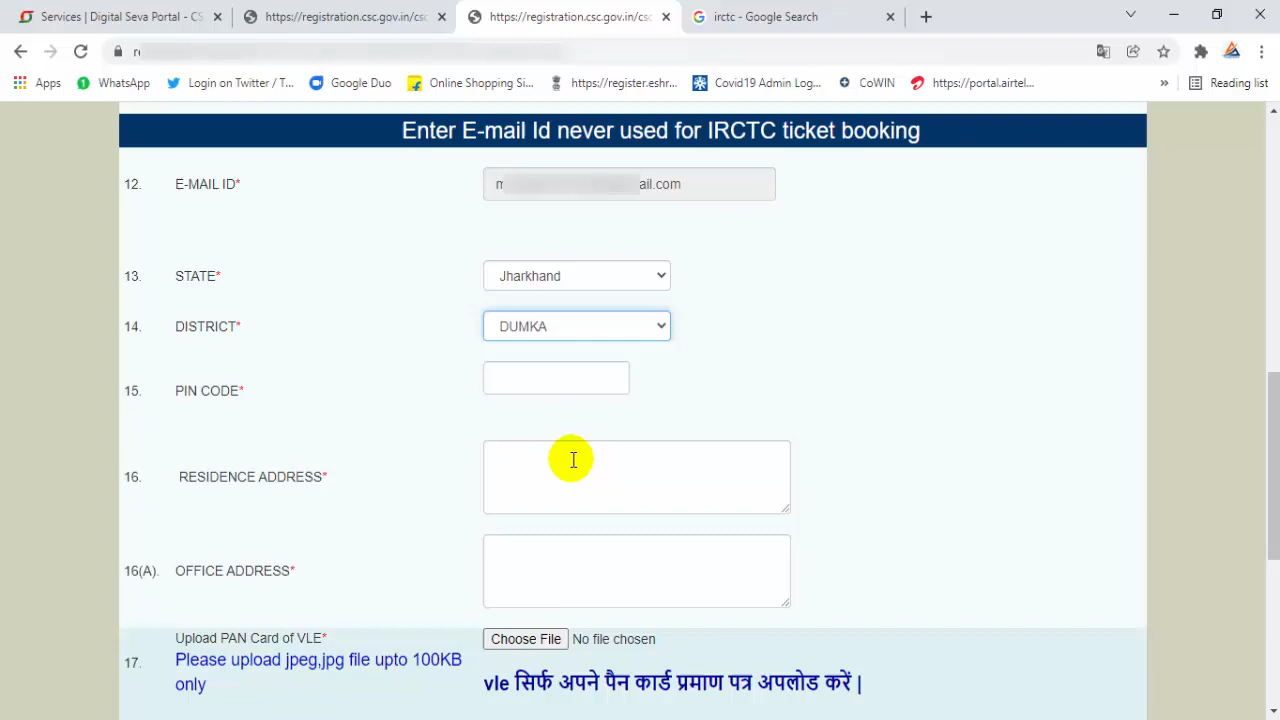 Services | Digital Seva Portal - CS
https://registration.csc.gov.in/csc
https://registration.csc.gov.in/csc
irctc - Google Search
Apps
WhatsApp
Login on Twitter / T...
Google Duo
Online Shopping Si...
https://register.eshr...
Covid19 Admin Log...
CoWIN
https://portal.airtel...
»
Reading list
Enter E-mail Id never used for IRCTC ticket booking
12. E-MAIL ID* m ail.com
13. STATE* Jharkhand
14. DISTRICT* DUMKA
15. PIN CODE*
16. RESIDENCE ADDRESS*
16(A). OFFICE ADDRESS*
Upload PAN Card of VLE* Choose File No file chosen
17. Please upload jpeg,jpg file upto 100KB
only
vle सिर्फ अपने पैन कार्ड प्रमाण पत्र अपलोड करें |